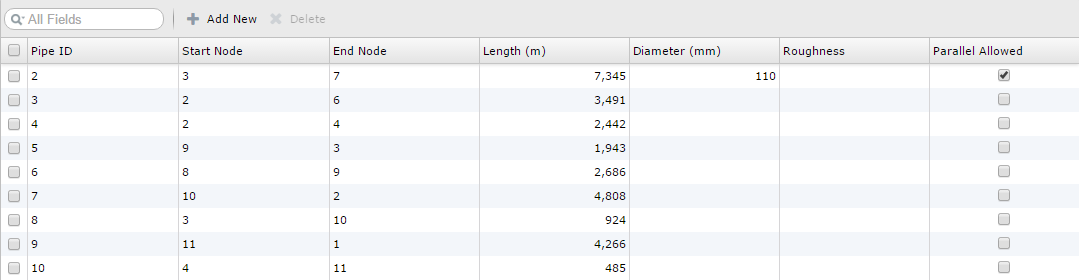 All Fields Add New Delete
Pipe ID Start Node End Node Length (m) Diameter (mm) Roughness Parallel Allowed
2 3 7 7,345 110
3 2 6 3,491
4 2 4 2,442
5 9 3 1,943
6 8 9 2,686
7 10 2 4,808
8 3 10 924
9 11 1 4,266
10 4 11 485